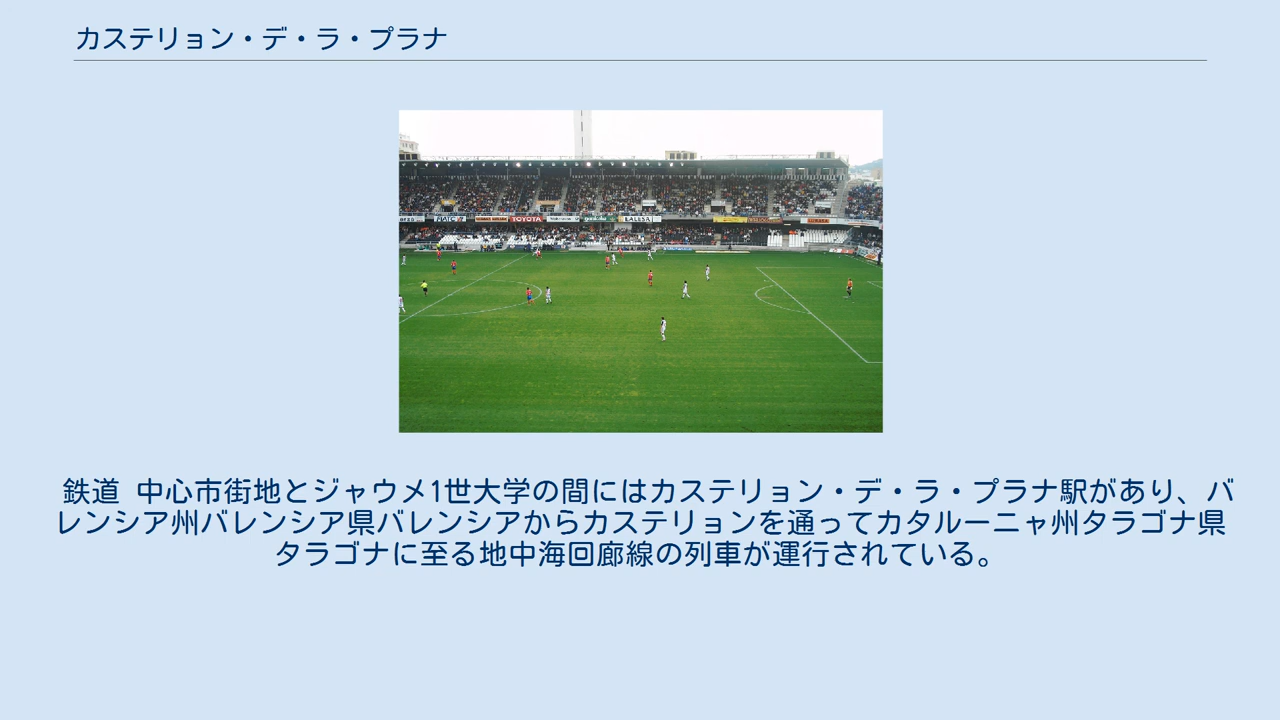 カステリョン・デ・ラ・プラナ
TOYOTA
鉄道 中心市街地とジャウメ1世大学の間にはカステリョン・デ・ラ・プラナ駅があり、バ
レンシア州バレンシア県バレンシアからカステリョンを通ってカタルーニャ州タラゴナ県
タラゴナに至る地中海回廊線の列車が運行されている。